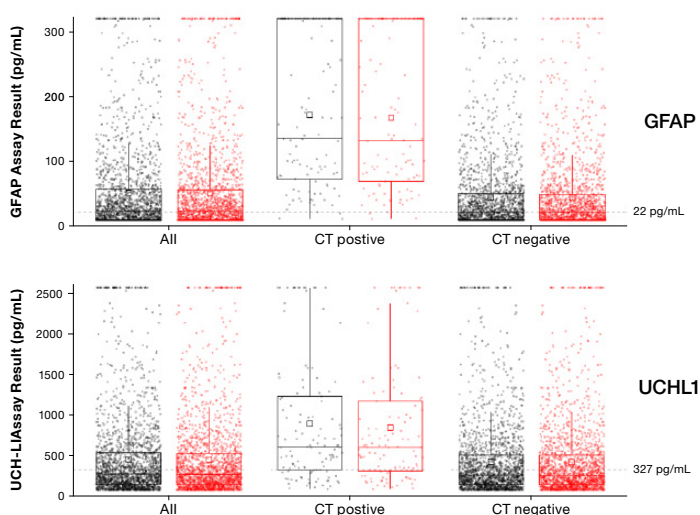 GFAP Assay Result (pg/mL)
300
200
100
0
GFAP
22 pg/mL
All
CT postive
CT negative
UCH-LIAssay Result (pg/mL)
2500
2000
1500
1000
500
0
UCHL1
327 pg/mL
All
CT positive
CT negative